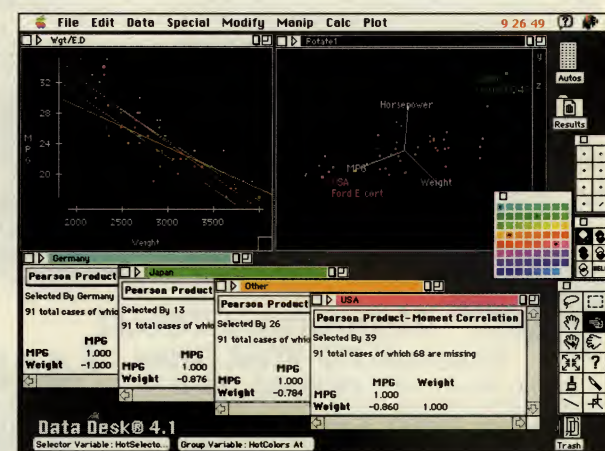 File Edit Data Special Modify Manip Calc Plot 9 26 49
Wgt/E.D
Rotate1
MPG
32
28
24
20
2000 2500 3000 3500
Weight
Horsepower
MPG
Weight
USA
Ford
y
z
Autos
Results
Germany
Pearson Product
Selected By Germany
91 total cases of whic
MPG
MPG 1.000
Weight -1.000
Japan
Pearson Product
Selected By 13
91 total cases of whic
MPG
MPG 1.000
Weight -0.876
Other
Pearson Product
Selected By 26
91 total cases of whic
MPG
MPG 1.000
Weight -0.784
USA
Pearson Product-Moment Correlation
Selected By 39
91 total cases of which 68 are missing
MPG Weight
MPG 1.000
Weight -0.860 1.000
Data Desk® 4.1
Selector Variable : HotSelecto...
Group Variable : HotColors At
Trash